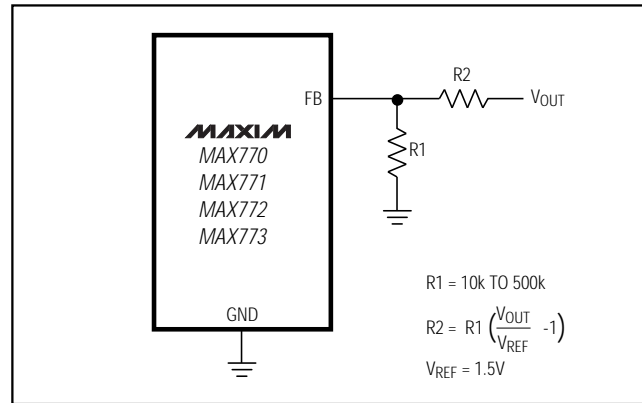 R2
FB
VOUT
MAXIM
R1
MAX770
MAX771
MAX772
MAX773
R1 = 10k TO 500k
GND
R2 = R1 (VOUT/VREF -1)
VREF = 1.5V